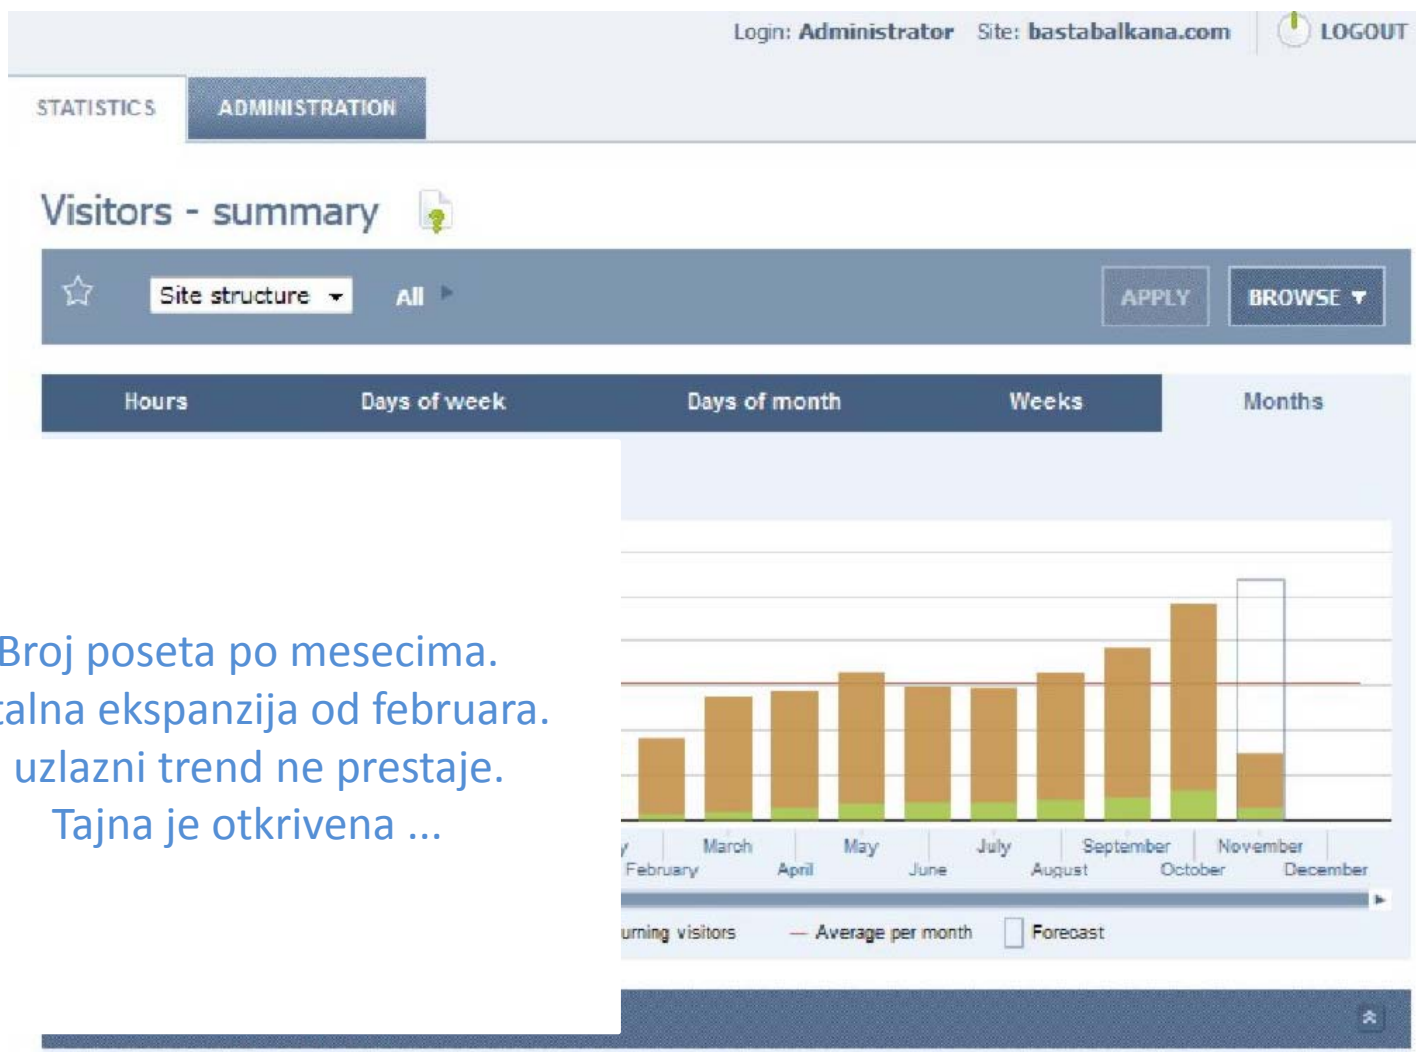 Login: Administrator Site: bastabalkana.com LOGOUT
STATISTICS ADMINISTRATION
Visitors - summary
Site structure All APPLY BROWSE
Hours Days of week Days of month Weeks Months
Broj poseta po mesecima.
ekspanzija od februara.
uzlazni trend ne prestaje.
Tajna je otkrivena ...
March May July September November
February April June August October December
visitors — Average per month Forecast